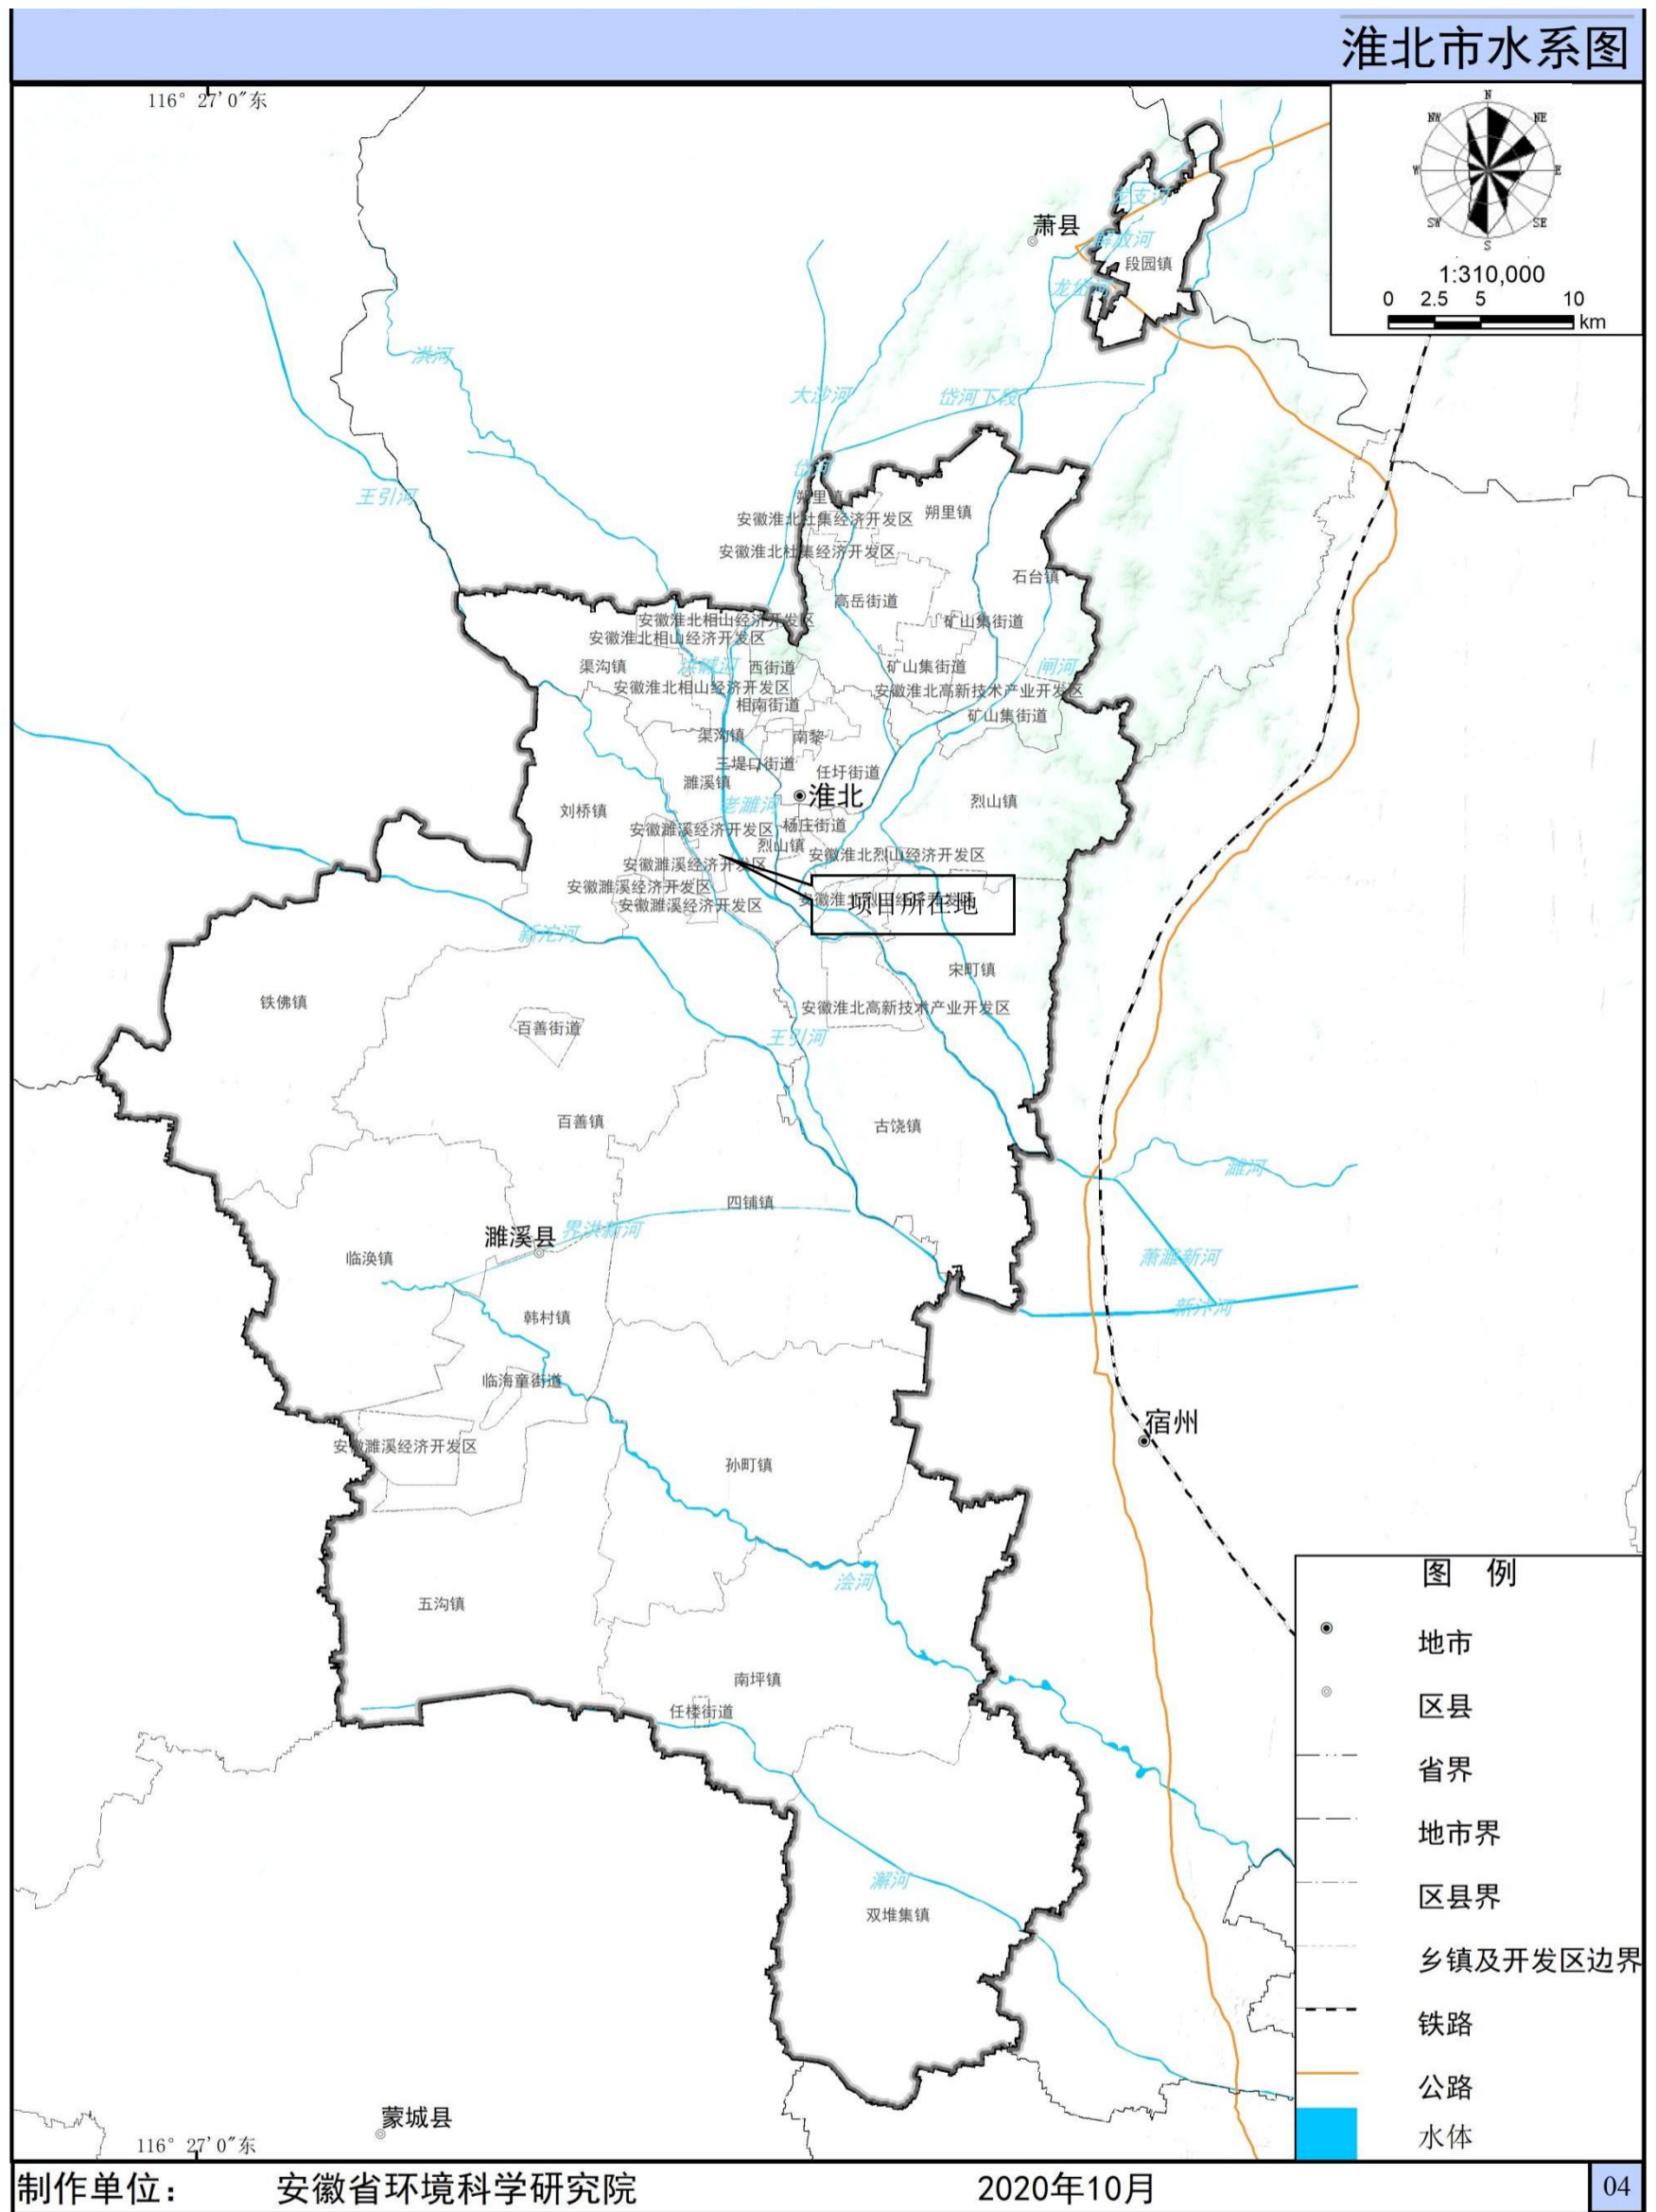 淮北市水系图
116° 27′0″东
N
NW
NE
W
E
SW
SE
S
1:310,000
0 2.5 5 10
km
萧县
龙支河
解放河
段园镇
龙岱河
洪河
大沙河
岱河下段
岱河
王引河
朔里镇
朔里镇
安徽淮北杜集经济开发区
安徽淮北杜集经济开发区
石台镇
高岳街道
矿山集街道
安徽淮北相山经济开发区
安徽淮北相山经济开发区
渠沟镇
洪碱河
西街道
矿山集街道
闸河
安徽淮北相山经济开发区
安徽淮北高新技术产业开发区
相南街道
矿山集街道
渠沟镇
南黎
三堤口街道
任圩街道
濉溪镇
淮北
烈山镇
刘桥镇
老濉河
安徽濉溪经济开发区
杨庄街道
烈山镇
安徽淮北烈山经济开发区
安徽濉溪经济开发区
安徽濉溪经济开发区
安徽濉溪经济开发区
项目所在地
新沱河
宋町镇
铁佛镇
安徽淮北高新技术产业开发区
百善街道
王引河
百善镇
古饶镇
濉河
四铺镇
濉溪县
界洪新河
临涣镇
萧濉新河
新汴河
韩村镇
临海童街道
宿州
安徽濉溪经济开发区
孙町镇
浍河
五沟镇
南坪镇
任楼街道
澥河
双堆集镇
蒙城县
116° 27′0″东
图 例
地市
区县
省界
地市界
区县界
乡镇及开发区边界
铁路
公路
水体
制作单位： 安徽省环境科学研究院 2020年10月 04